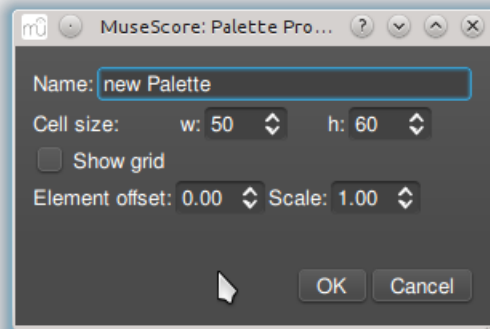 MuseScore: Palette Pro...
Name: new Palette
Cell size: w: 50 h: 60
Show grid
Element offset: 0.00 Scale: 1.00
OK Cancel